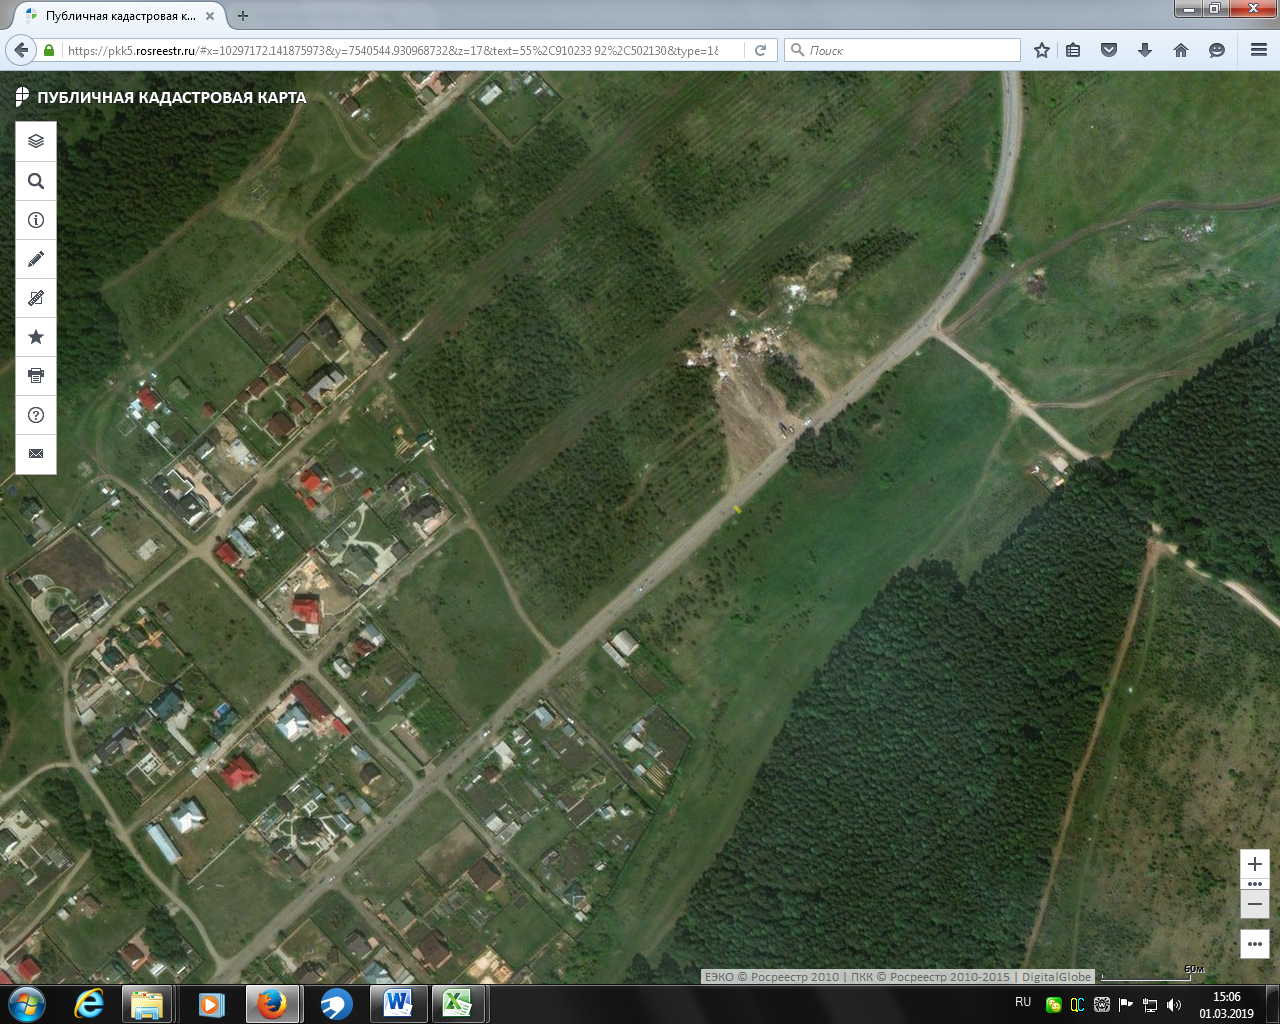 Публичная кадастровая к...
https://pkk5.rosreestr.ru/#x=10297172.141875973&y=7540544.930968732&z=17&text=55%2C910233 92%2C502130&type=1&
Поиск
ПУБЛИЧНАЯ КАДАСТРОВАЯ КАРТА
60м
ЕЭКО © Росреестр 2010 | ПКК © Росреестр 2010-2015 | DigitalGlobe
RU
15:06
01.03.2019